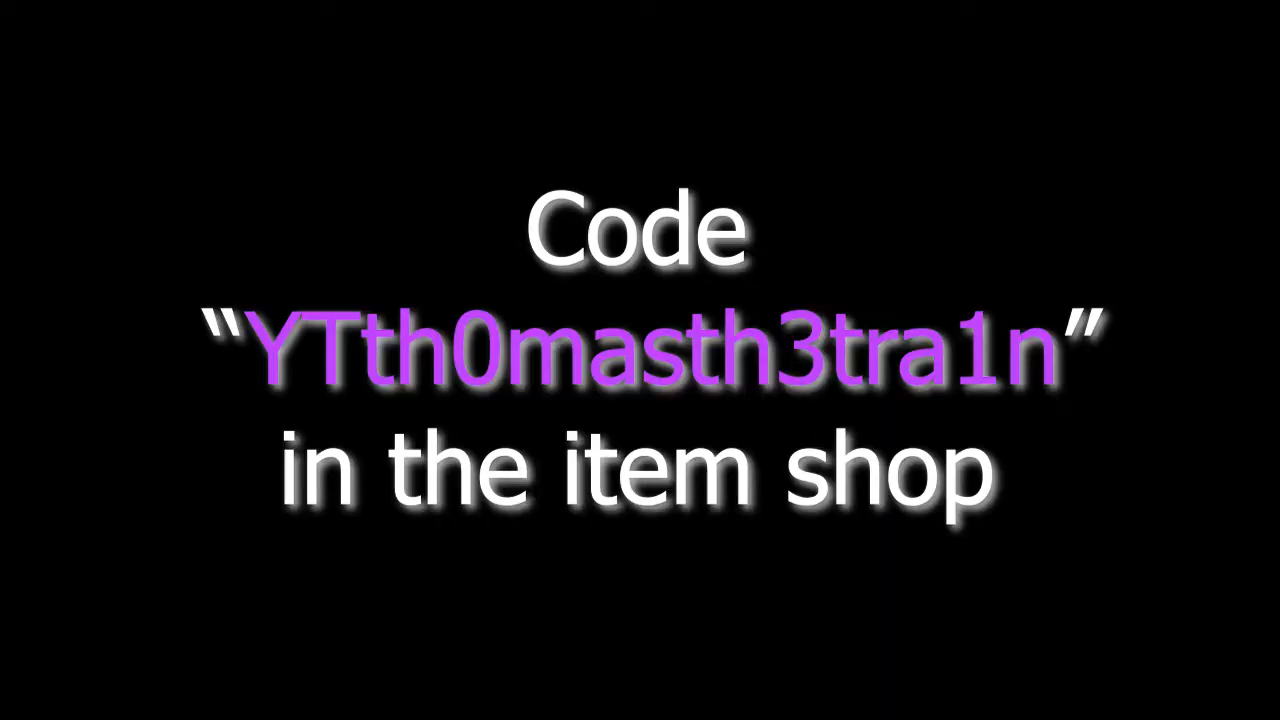 Code
“YTth0masth3tra1n”
in the item shop